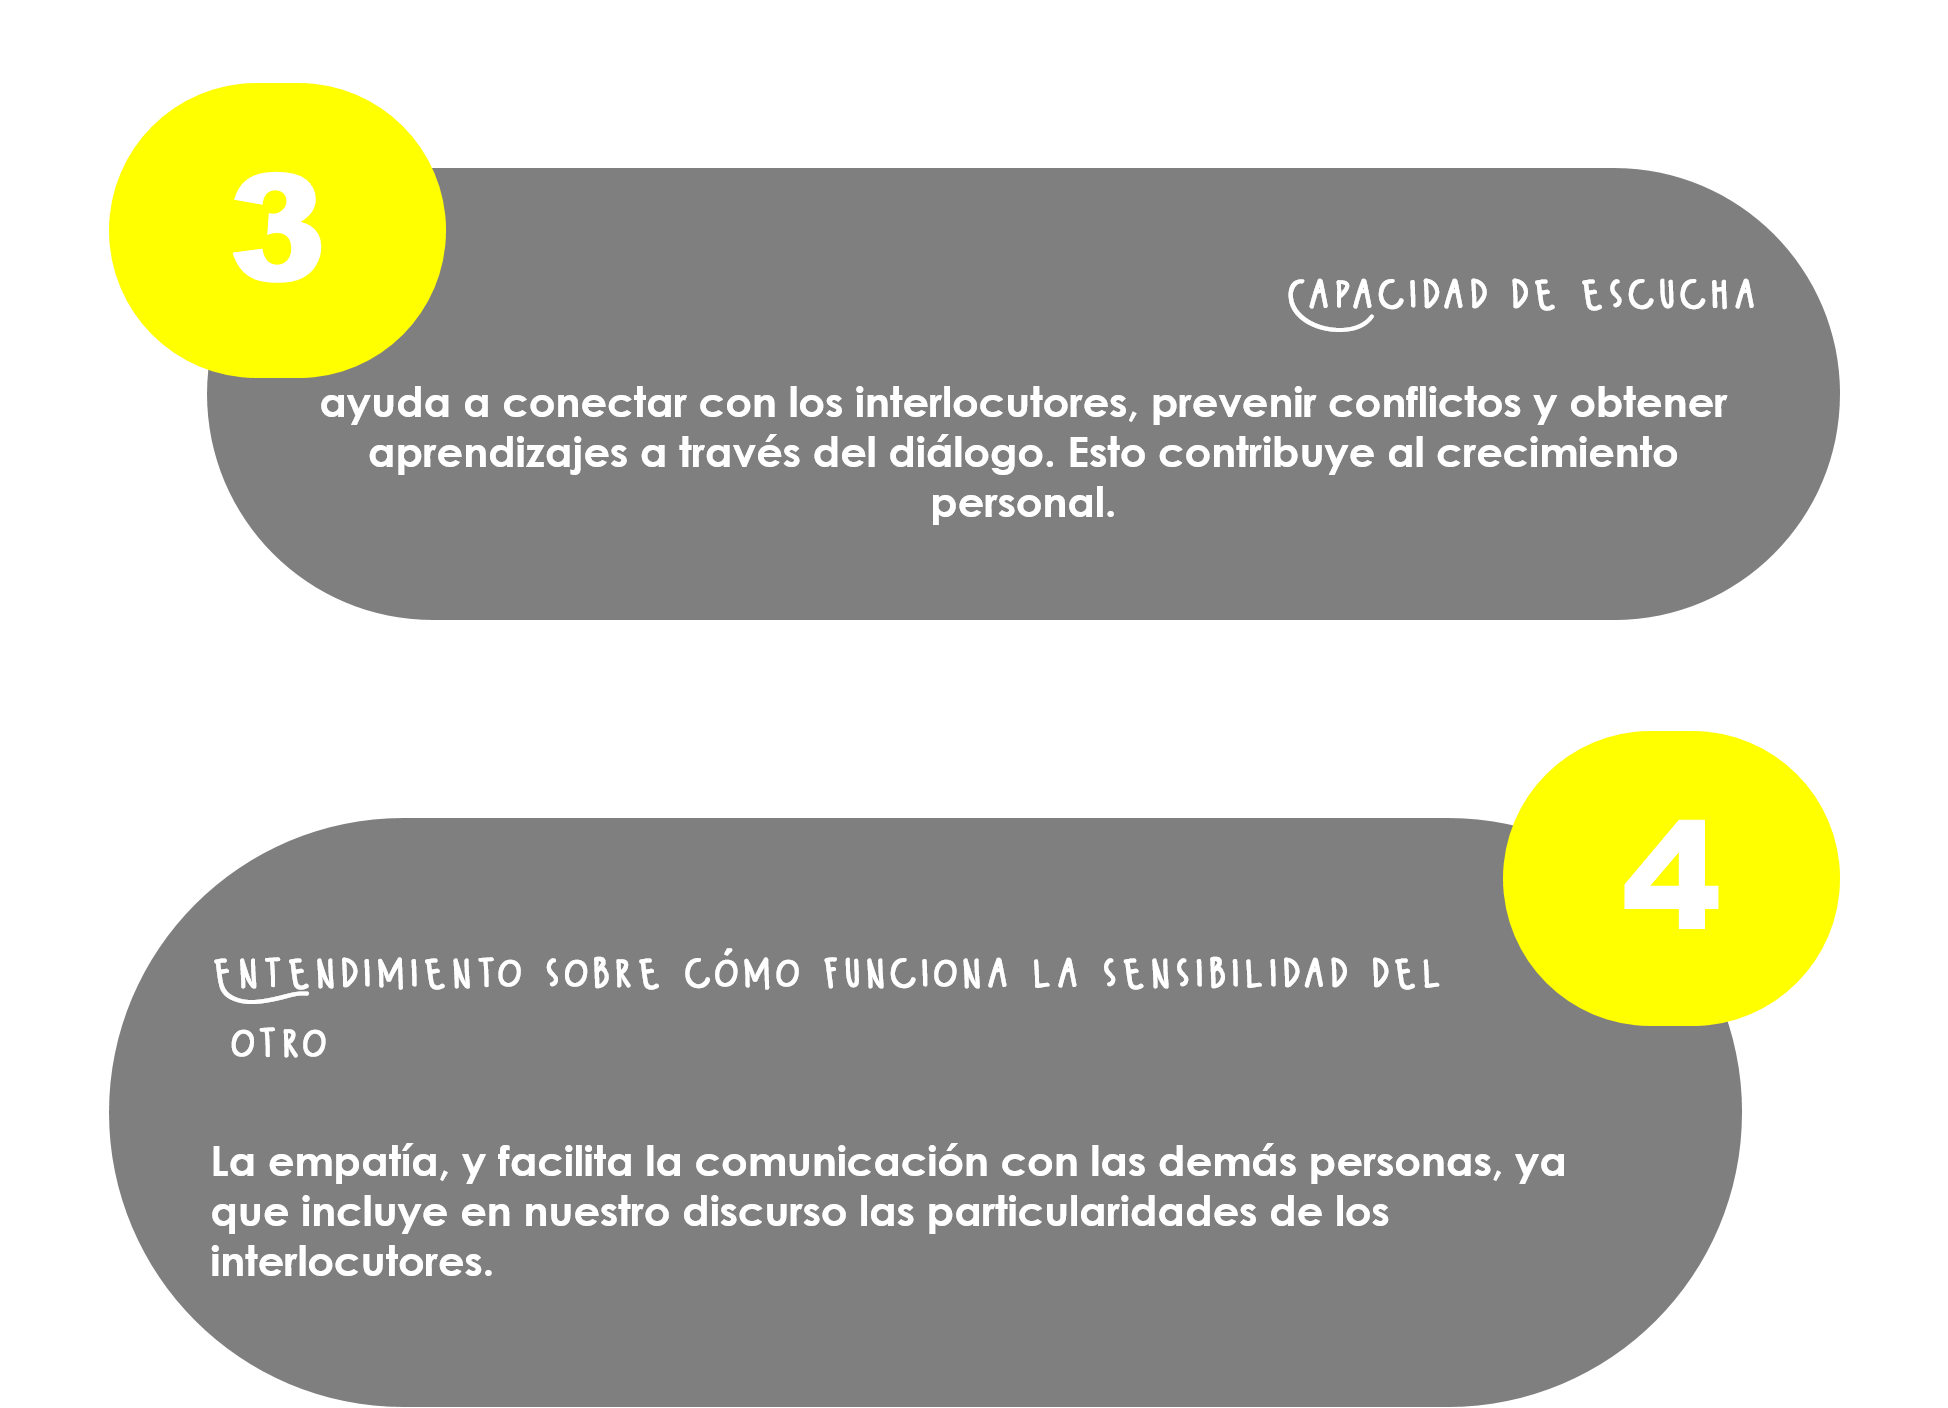 3
CAPACIDAD DE ESCUCHA
ayuda a conectar con los interlocutores, prevenir conflictos y obtener
aprendizajes a través del diálogo. Esto contribuye al crecimiento
personal.
4
ENTENDIMIENTO SOBRE CÓMO FUNCIONA LA SENSIBILIDAD DEL
OTRO
La empatía, y facilita la comunicación con las demás personas, ya
que incluye en nuestro discurso las particularidades de los
interlocutores.